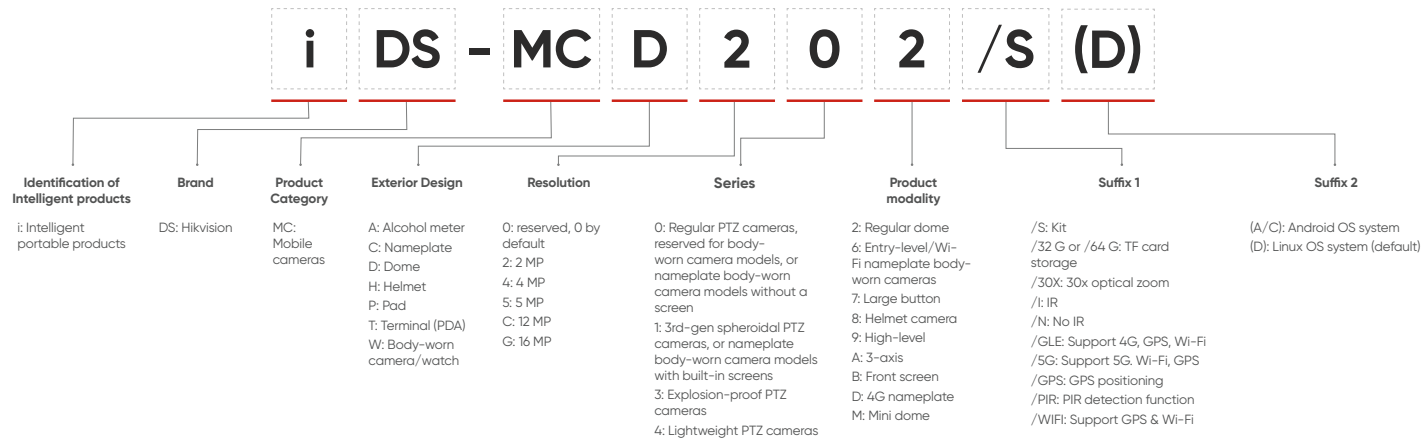 i DS - MC D 2 0 2 /S (D)
Identification of
Intelligent products
i: Intelligent
portable products
Brand
DS: Hikvision
Product
Category
MC:
Mobile
cameras
Exterior Design
A: Alcohol meter
C: Nameplate
D: Dome
H: Helmet
P: Pad
T: Terminal (PDA)
W: Body-worn
camera/watch
Resolution
0: reserved, 0 by
default
2: 2 MP
4: 4 MP
5: 5 MP
C: 12 MP
G: 16 MP
Series
0: Regular PTZ cameras,
reserved for body-
worn camera models, or
nameplate body-worn
camera models without a
screen
1: 3rd-gen spheroidal PTZ
cameras, or nameplate
body-worn camera models
with built-in screens
3: Explosion-proof PTZ
cameras
4: Lightweight PTZ cameras
Product
modality
2: Regular dome
6: Entry-level/Wi-
Fi nameplate body-
worn cameras
7: Large button
8: Helmet camera
9: High-level
A: 3-axis
B: Front screen
D: 4G nameplate
M: Mini dome
Suffix 1
/S: Kit
/32 G or /64 G: TF card
storage
/30X: 30x optical zoom
/I: IR
/N: No IR
/GLE: Support 4G, GPS, Wi-Fi
/5G: Support 5G. Wi-Fi, GPS
/GPS: GPS positioning
/PIR: PIR detection function
/WIFI: Support GPS & Wi-Fi
Suffix 2
(A/C): Android OS system
(D): Linux OS system (default)